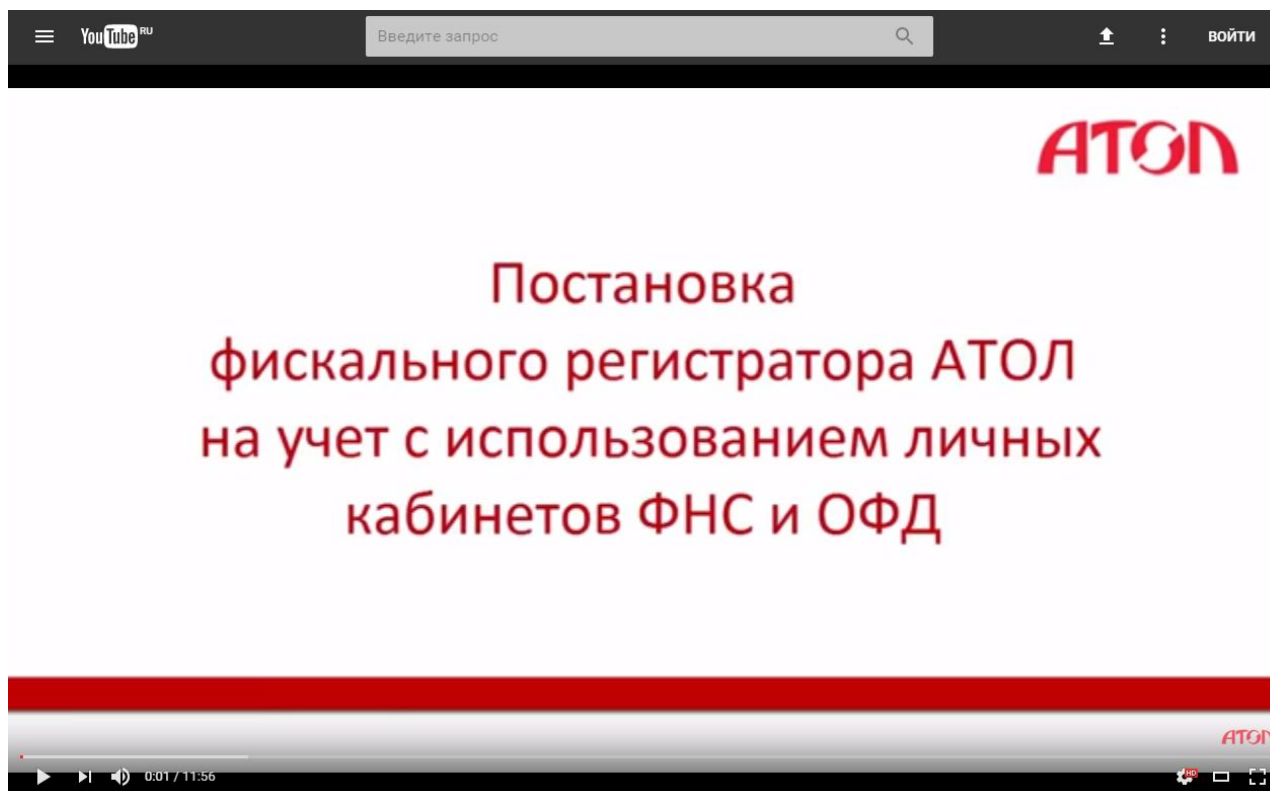 YouTube RU
Введите запрос
ВОЙТИ
АТОЛ
Постановка
фискального регистратора АТОЛ
на учет с использованием личных
кабинетов ФНС и ОФД
АТОЛ
0:01 / 11:56
HD